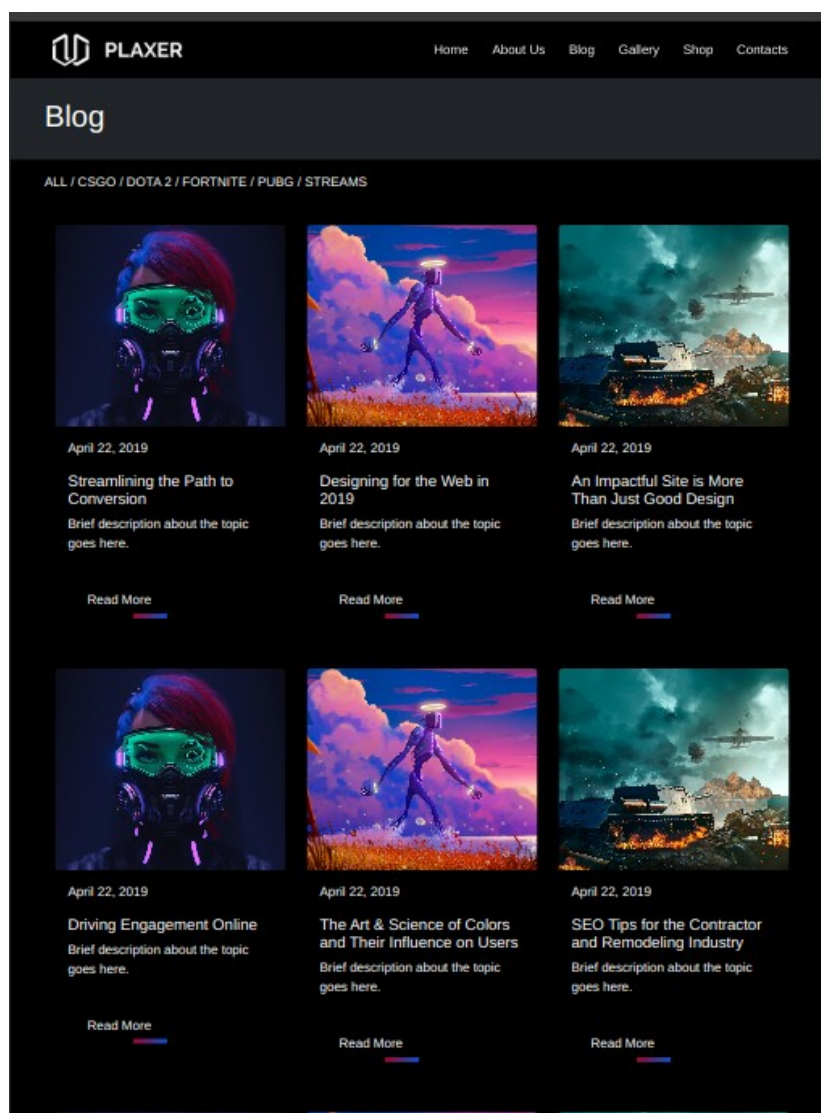 PLAXER
Home About Us Blog Gallery Shop Contacts
Blog
ALL / CSGO / DOTA 2 / FORTNITE / PUBG / STREAMS
April 22, 2019
Streamlining the Path to
Conversion
Brief description about the topic
goes here.
Read More
April 22, 2019
Designing for the Web in
2019
Brief description about the topic
goes here.
Read More
April 22, 2019
An Impactful Site is More
Than Just Good Design
Brief description about the topic
goes here.
Read More
April 22, 2019
Driving Engagement Online
Brief description about the topic
goes here.
Read More
April 22, 2019
The Art & Science of Colors
and Their Influence on Users
Brief description about the topic
goes here.
Read More
April 22, 2019
SEO Tips for the Contractor
and Remodeling Industry
Brief description about the topic
goes here.
Read More